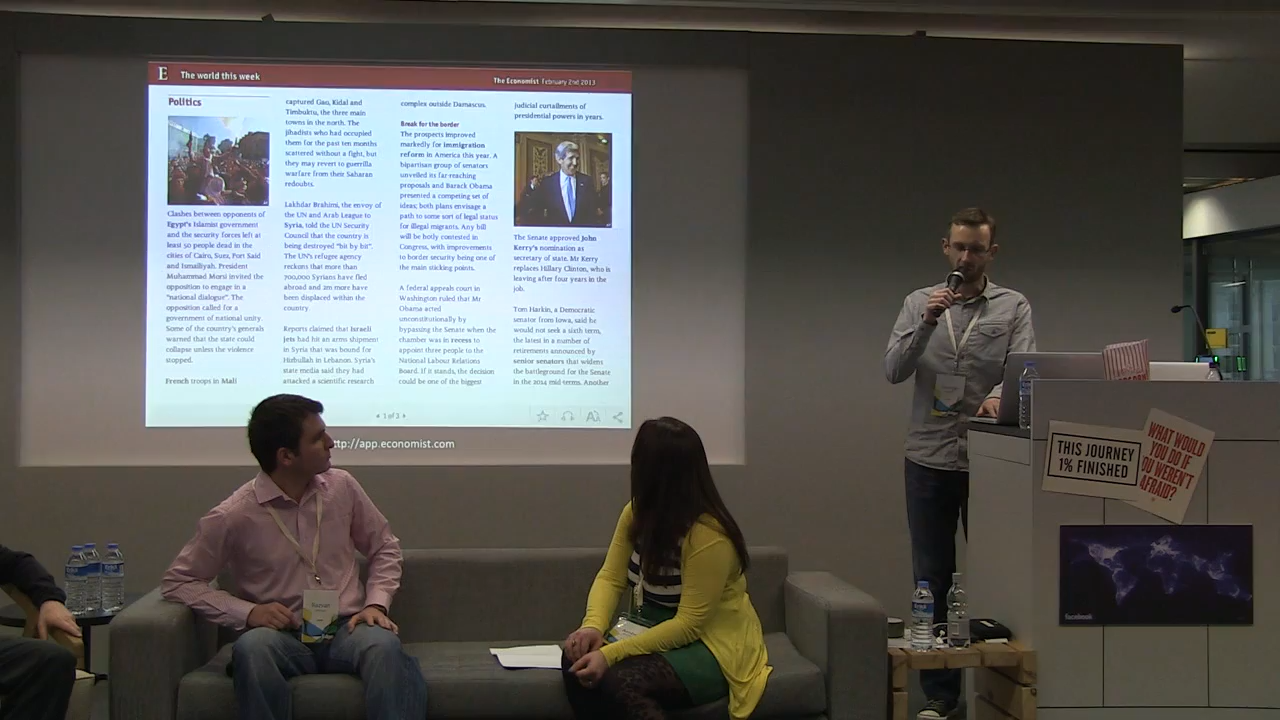 E The world this week
The Economist February 2nd 2013
Politics
Clashes between opponents of
Egypt's Islamist government
and the security forces left at
least 50 people dead in the
cities of Cairo, Suez, Port Said
and Ismailiyah. President
Muhammad Morsi invited the
opposition to engage in a
"national dialogue". The
opposition called for a
government of national unity.
Some of the country's generals
warned that the state could
collapse unless the violence
stopped.
French troops in Mali
captured Gao, Kidal and
Timbuktu, the three main
towns in the north. The
jihadists who had occupied
them for the past ten months
scattered without a fight, but
they may revert to guerrilla
warfare from their Saharan
redoubts.
Lakhdar Brahimi, the envoy of
the UN and Arab League to
Syria, told the UN Security
Council that the country is
being destroyed "bit by bit".
The UN's refugee agency
reckons that more than
700,000 Syrians have fled
abroad and 2m more have
been displaced within the
country.
Reports claimed that Israeli
jets had hit an arms shipment
in Syria that was bound for
Hizbullah in Lebanon. Syria's
state media said they had
attacked a scientific research
complex outside Damascus.
Break for the border
The prospects improved
markedly for immigration
reform in America this year. A
bipartisan group of senators
unveiled its far-reaching
proposals and Barack Obama
presented a competing set of
ideas; both plans envisage a
path to some sort of legal status
for illegal migrants. Any bill
will be hotly contested in
Congress, with improvements
to border security being one of
the main sticking points.
A federal appeals court in
Washington ruled that Mr
Obama acted
unconstitutionally by
bypassing the Senate when the
chamber was in recess to
appoint three people to the
National Labour Relations
Board. If it stands, the decision
could be one of the biggest
judicial curtailments of
presidential powers in years.
The Senate approved John
Kerry's nomination as
secretary of state. Mr Kerry
replaces Hillary Clinton, who is
leaving after four years in the
job.
Tom Harkin, a Democratic
senator from Iowa, said he
would not seek a sixth term,
the latest in a number of
retirements announced by
senior senators that widens
the battleground for the Senate
in the 2014 mid terms. Another
1 of 3
ttp://app.economist.com
THIS JOURNEY
1% FINISHED
WHAT WOULD
YOU DO IF
OU WEREN'T
AFRAID?
facebook